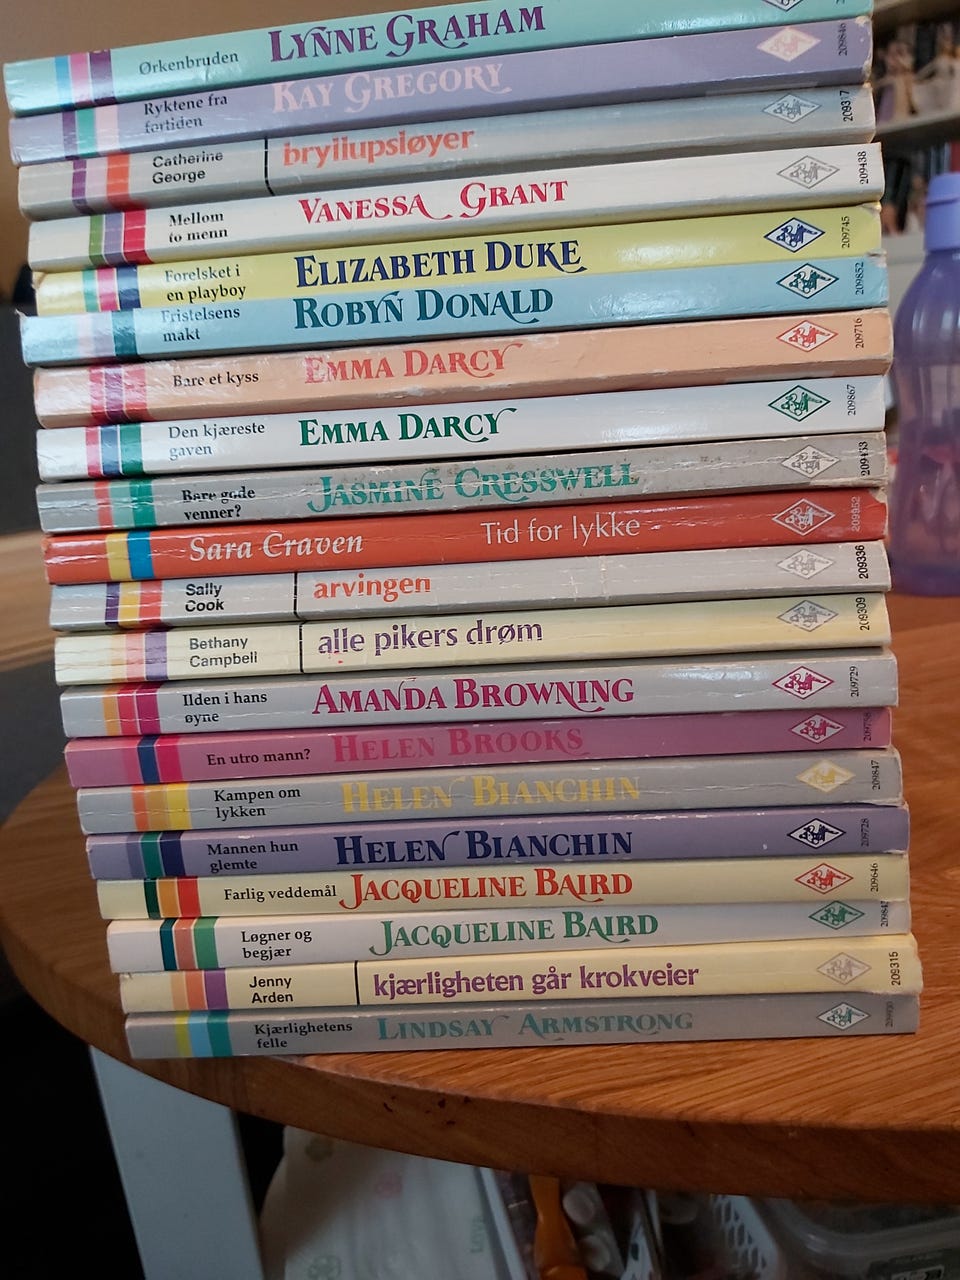 Ørkenbruden LYNNE GRAHAM
Ryktene fra
fortiden
KAY GREGORY 209846
Catherine
George
bryllupsløyer 209317
Mellom
to menn
VANESSA GRANT 209438
Forelsket i
en playboy
ELIZABETH DUKE 209745
Fristelsens
makt
ROBYN DONALD 209852
Bare et kyss EMMA DARCY 209716
Den kjæreste
gaven
EMMA DARCY 209867
Bare gode
venner?
JASMINE CRESSWELL
Sara Craven Tid for lykke 209952
Sally
Cook
arvingen 209336
Bethany
Campbell
alle pikers drøm 209309
Ilden i hans
øyne
AMANDA BROWNING 209729
En utro mann? HELEN BROOKS
Kampen om
lykken
HELEN BIANCHIN 209847
Mannen hun
glemte
HELEN BIANCHIN 209728
Farlig veddemål JACQUELINE BAIRD 209646
Løgner og
begjær
JACQUELINE BAIRD
Jenny
Arden
kjærligheten går krokveier 209315
Kjærlighetens
felle
LINDSAY ARMSTRONG